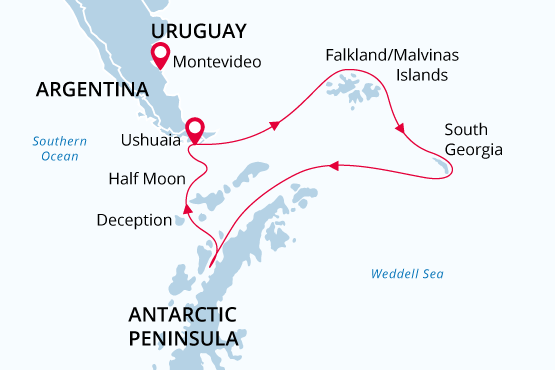 URUGUAY
Montevideo
ARGENTINA
Falkland/Malvinas
Islands
Southern
Ocean
Ushuaia
South
Georgia
Half Moon
Deception
Weddell Sea
ANTARCTIC
PENINSULA